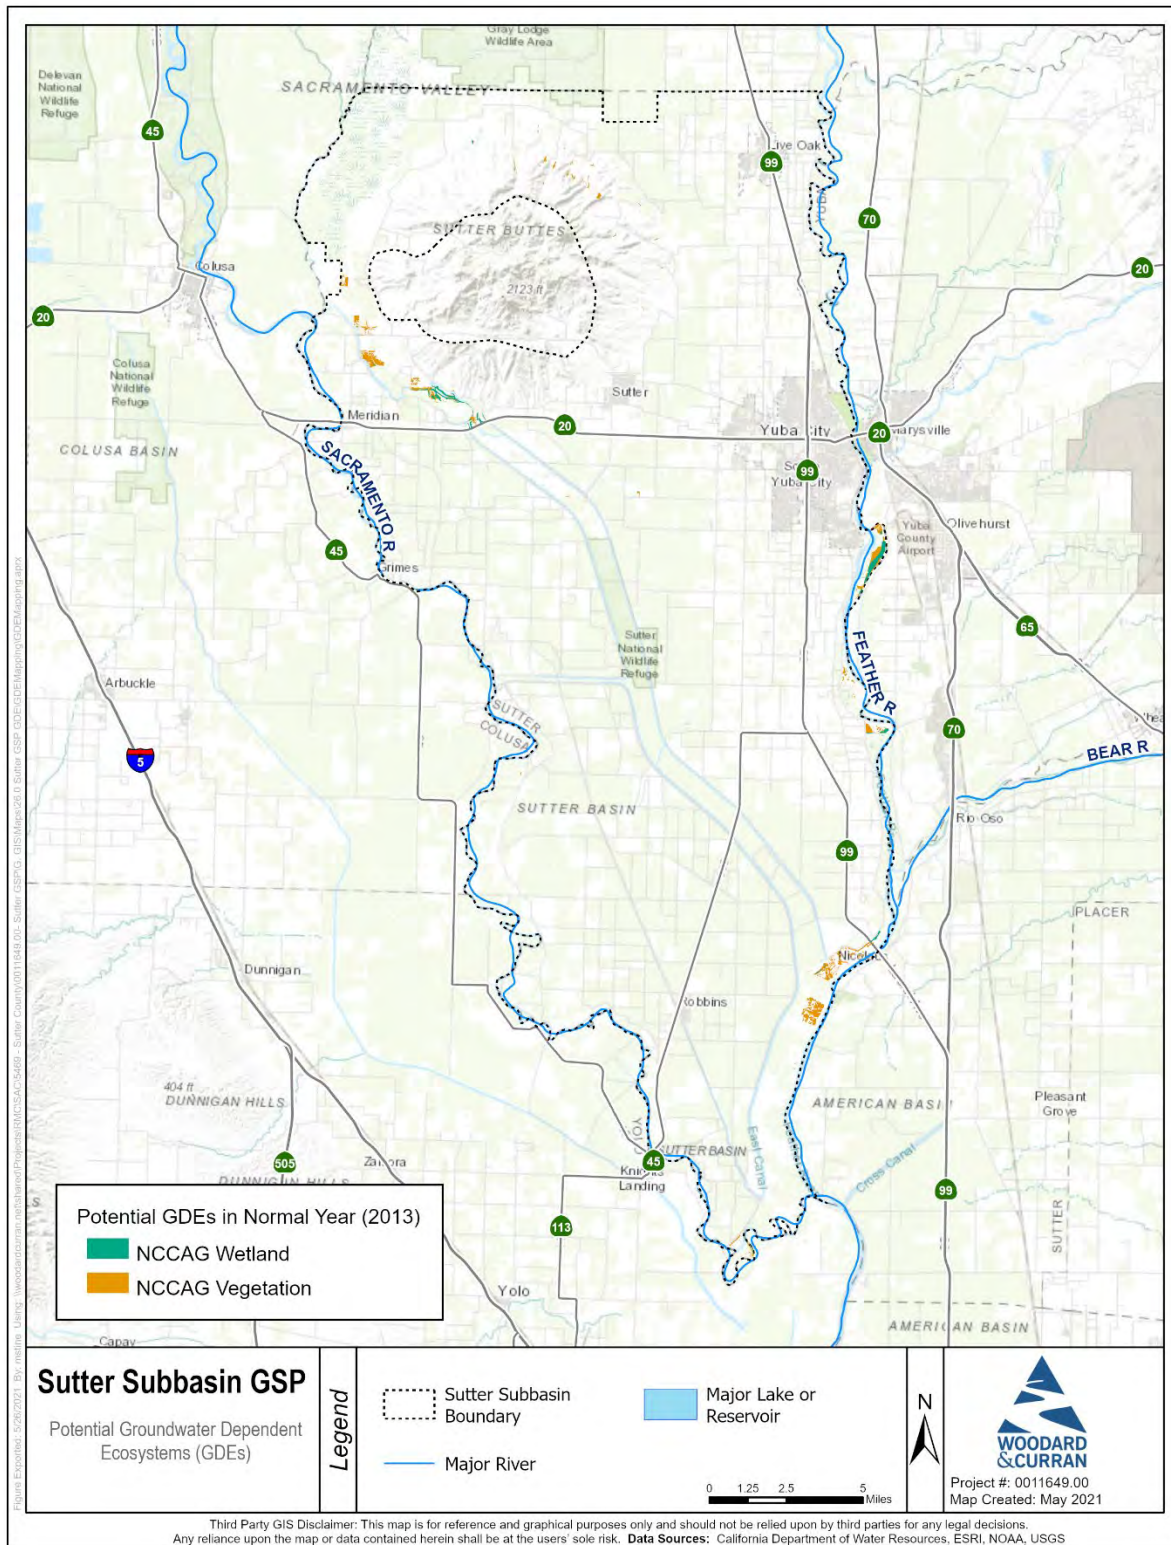 Gray Lodge
Wildlife Area
Delevan
National
Wildlife
Refuge
SACRAMENTO VALLEY
45
99
Live Oak
70
YUBA
SUTTER BUTTES
2123 ft
Colusa
20
20
Colusa
National
Wildlife
Refuge
COLUSA BASIN
Meridian
Sutter
20
Yuba City
20
Marysville
99
Yuba City
SACRAMENTO R
45
Grimes
Yuba
County
Airport
Olivehurst
65
Sutter
National
Wildlife
Refuge
FEATHER R
Arbuckle
SUTTER
COLUSA
5
70
BEAR R
SUTTER BASIN
Rio Oso
99
PLACER
Dunnigan
Nicolaus
Robbins
404 ft
DUNNIGAN HILLS
AMERICAN BASIN
Pleasant
Grove
YOLO
SUTTER BASIN
East Canal
Cross Canal
45
Knights
Landing
505
Zamora
DUNNIGAN HILLS
113
99
SUTTER
Yolo
AMERICAN BASIN
Capay
Potential GDEs in Normal Year (2013)
NCCAG Wetland
NCCAG Vegetation
Sutter Subbasin GSP
Potential Groundwater Dependent
Ecosystems (GDEs)
Legend
Sutter Subbasin
Boundary
Major River
Major Lake or
Reservoir
0 1.25 2.5 5
Miles
N
WOODARD
&CURRAN
Project #: 0011649.00
Map Created: May 2021
Third Party GIS Disclaimer: This map is for reference and graphical purposes only and should not be relied upon by third parties for any legal decisions.
Any reliance upon the map or data contained herein shall be at the users' sole risk. Data Sources: California Department of Water Resources, ESRI, NOAA, USGS